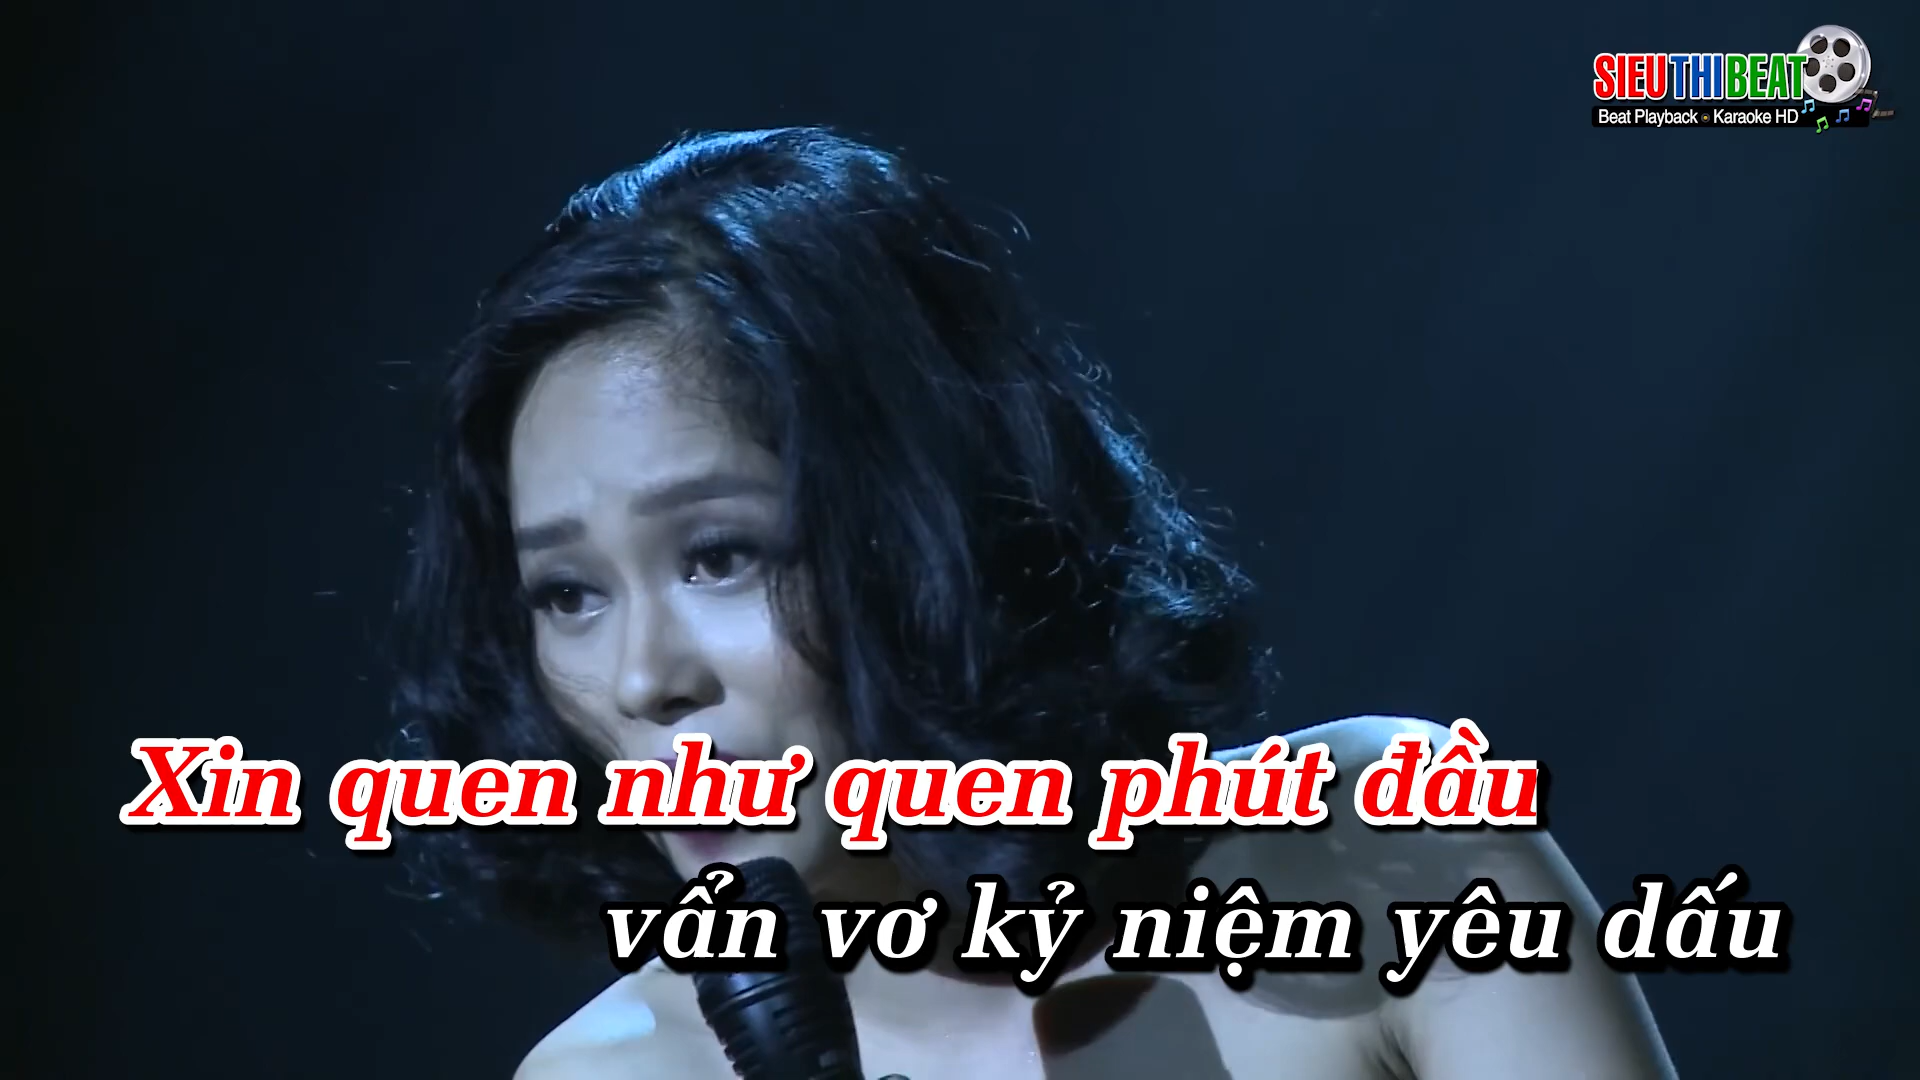 SIEUTHIBEAT
Beat Playback • Karaoke HD
Xin quen như quen phút đầu
vẩn vơ kỷ niệm yêu dấu